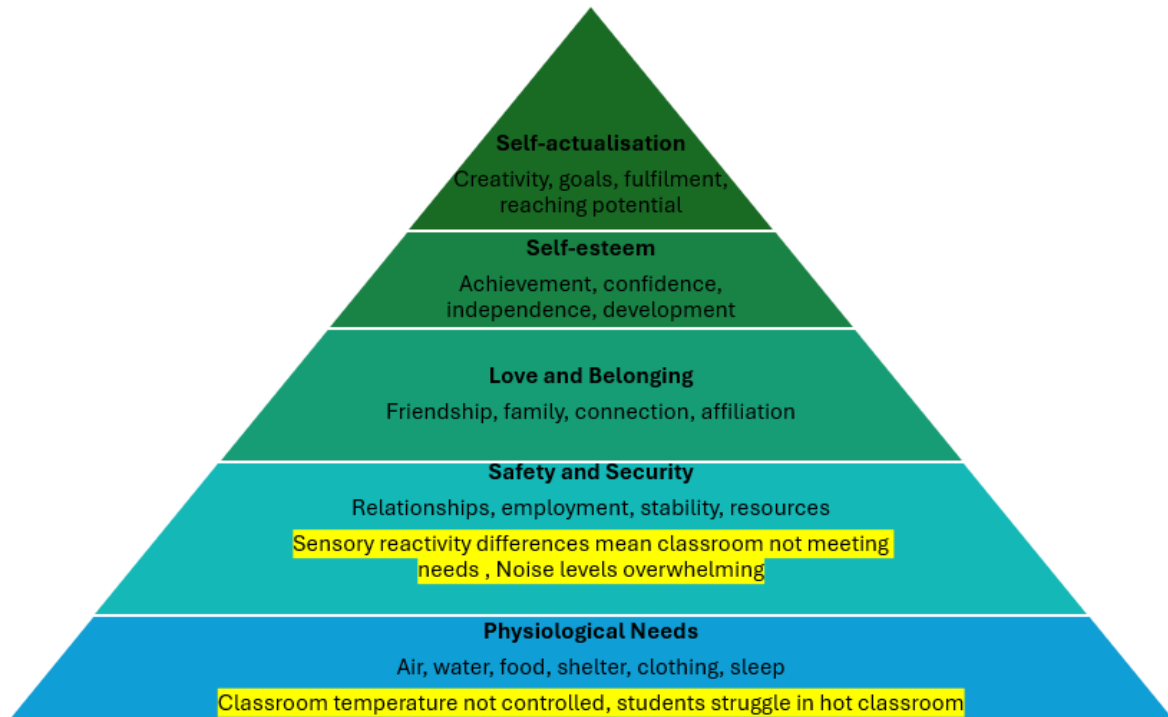 Self-actualisation
Creativity, goals, fulfilment,
reaching potential
Self-esteem
Achievement, confidence,
independence, development
Love and Belonging
Friendship, family, connection, affiliation
Safety and Security
Relationships, employment, stability, resources
Sensory reactivity differences mean classroom not meeting
needs , Noise levels overwhelming
Physiological Needs
Air, water, food, shelter, clothing, sleep
Classroom temperature not controlled, students struggle in hot classroom